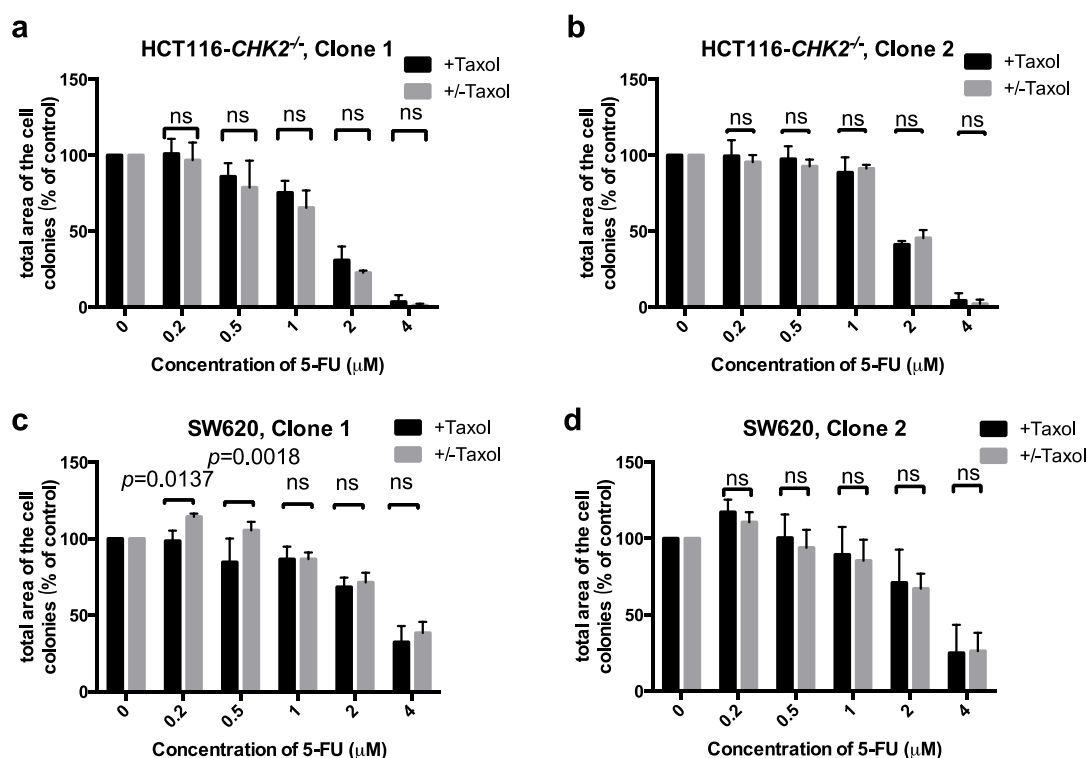 a
HCT116-CHK2-/-, Clone 1
+Taxol
+/-Taxol
total area of the cell
colonies (% of control)
150
100
50
0
ns
ns
ns
ns
ns
0
0.2
0.5
1
2
4
Concentration of 5-FU (μM)
b
HCT116-CHK2-/-, Clone 2
+Taxol
+/-Taxol
total area of the cell
colonies (% of control)
150
100
50
0
ns
ns
ns
ns
ns
0
0.2
0.5
1
2
4
Concentration of 5-FU (μM)
c
SW620, Clone 1
+Taxol
+/-Taxol
total area of the cell
colonies (% of control)
150
100
50
0
p=0.0137
p=0.0018
ns
ns
ns
0
0.2
0.5
1
2
4
Concentration of 5-FU (μM)
d
SW620, Clone 2
+Taxol
+/-Taxol
total area of the cell
colonies (% of control)
150
100
50
0
ns
ns
ns
ns
ns
0
0.2
0.5
1
2
4
Concentration of 5-FU (μM)